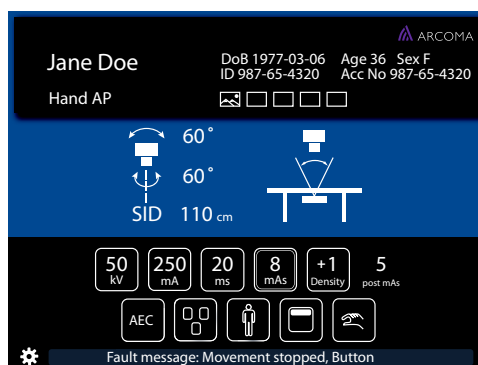 ARCOMA
Jane Doe
DoB 1977-03-06 Age 36 Sex F
ID 987-65-4320 Acc No 987-65-4320
Hand AP
60°
60°
SID 110 cm
50 250 20 8 +1 5
kV mA ms mAs Density post mAs
AEC
Fault message: Movement stopped, Button